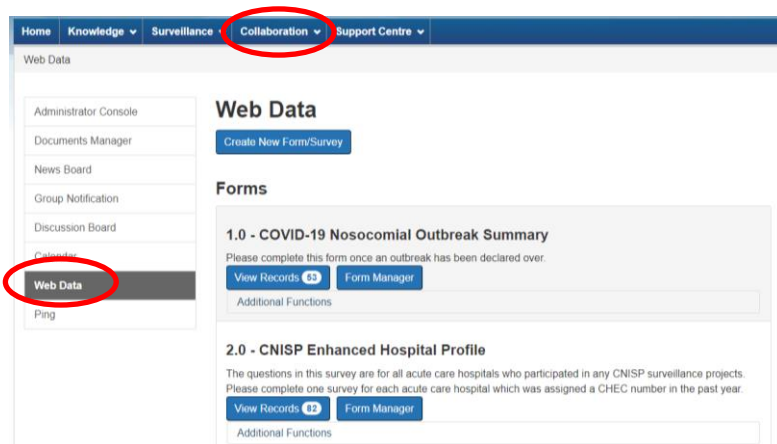 Home Knowledge Surveillance Collaboration Support Centre
Web Data
Administrator Console
Documents Manager
News Board
Group Notification
Discussion Board
Calendar
Web Data
Ping
Web Data
Create New Form/Survey
Forms
1.0 - COVID-19 Nosocomial Outbreak Summary
Please complete this form once an outbreak has been declared over.
View Records 53 Form Manager
Additional Functions
2.0 - CNISP Enhanced Hospital Profile
The questions in this survey are for all acute care hospitals who participated in any CNISP surveillance projects.
Please complete one survey for each acute care hospital which was assigned a CHEC number in the past year.
View Records 82 Form Manager
Additional Functions